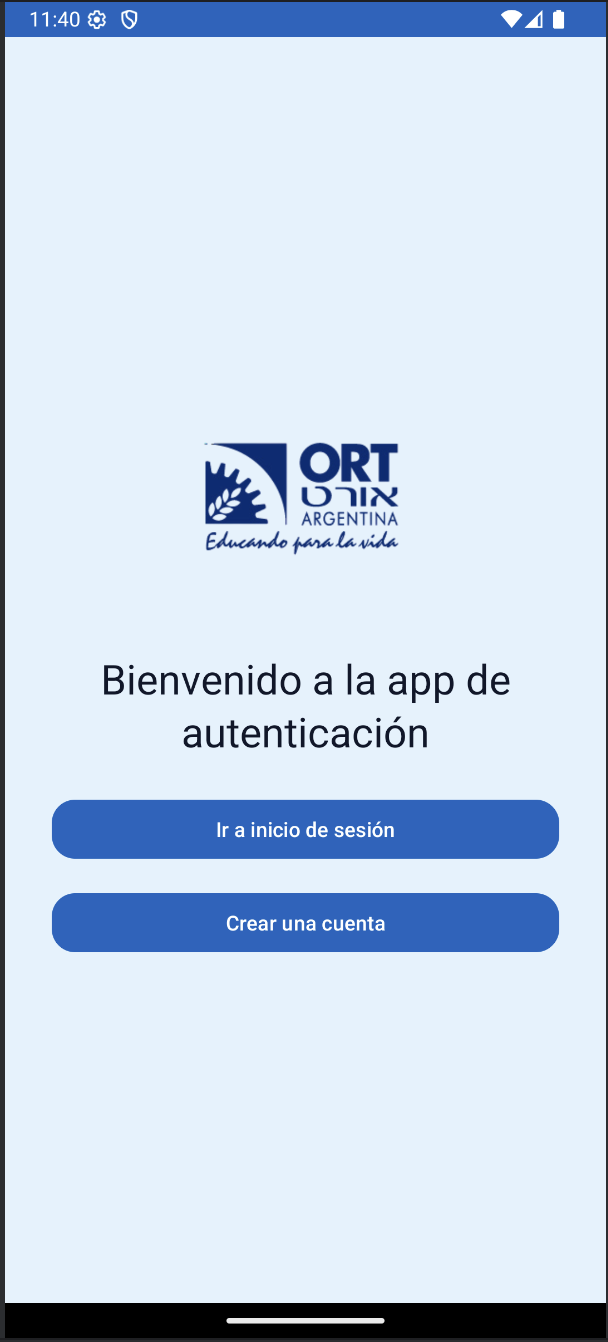 11:40
ORT
אורט
ARGENTINA
Educando para la vida
Bienvenido a la app de
autenticación
Ir a inicio de sesión
Crear una cuenta